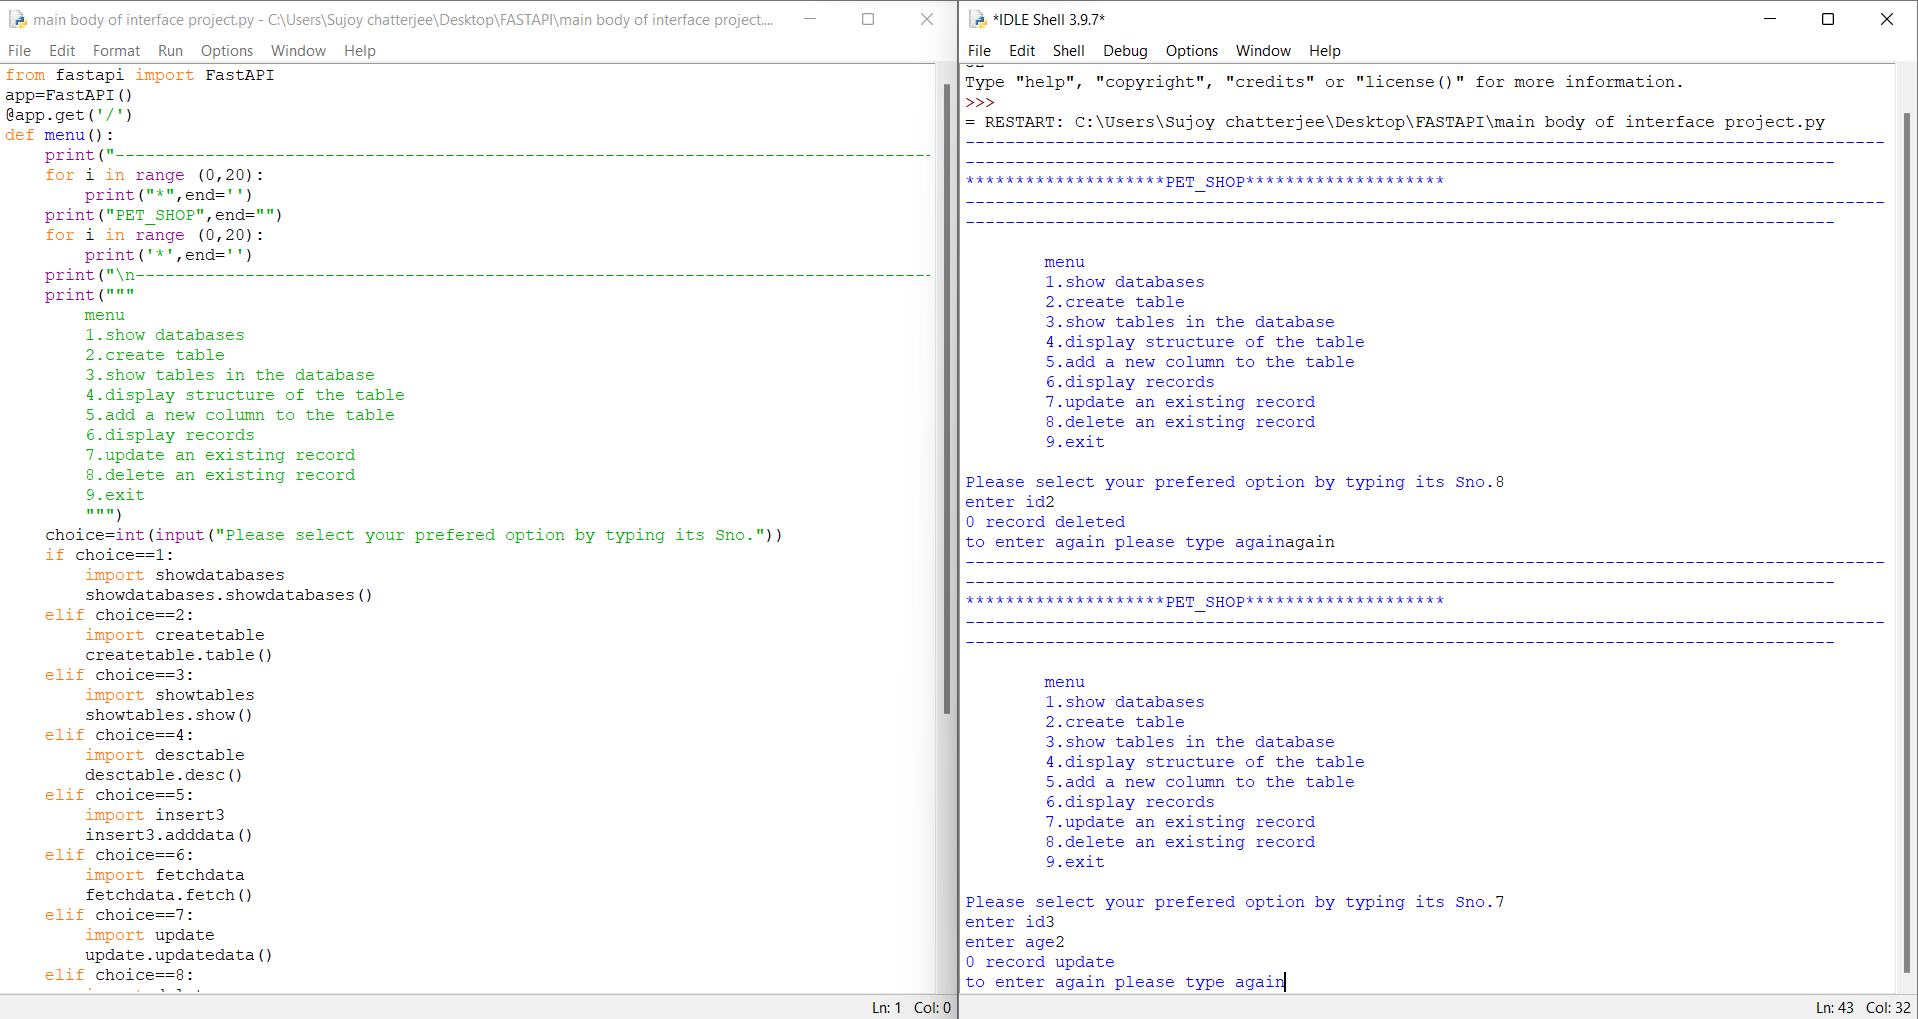 main body of interface project.py - C:\Users\Sujoy chatterjee\Desktop\FASTAPI\main body of interface project....
File Edit Format Run Options Window Help
from fastapi import FastAPI
app=FastAPI()
@app.get('/')
def menu():
    print("--------------------------------------------------------------------------------
    for i in range (0,20):
        print("*",end='')
    print("PET_SHOP",end="")
    for i in range (0,20):
        print('*',end='')
    print("\n------------------------------------------------------------------------------
    print("""
        menu
        1.show databases
        2.create table
        3.show tables in the database
        4.display structure of the table
        5.add a new column to the table
        6.display records
        7.update an existing record
        8.delete an existing record
        9.exit
        """)
    choice=int(input("Please select your prefered option by typing its Sno."))
    if choice==1:
        import showdatabases
        showdatabases.showdatabases()
    elif choice==2:
        import createtable
        createtable.table()
    elif choice==3:
        import showtables
        showtables.show()
    elif choice==4:
        import desctable
        desctable.desc()
    elif choice==5:
        import insert3
        insert3.adddata()
    elif choice==6:
        import fetchdata
        fetchdata.fetch()
    elif choice==7:
        import update
        update.updatedata()
    elif choice==8:
Ln: 1 Col: 0
*IDLE Shell 3.9.7*
File Edit Shell Debug Options Window Help
Type "help", "copyright", "credits" or "license()" for more information.
>>>
= RESTART: C:\Users\Sujoy chatterjee\Desktop\FASTAPI\main body of interface project.py
--------------------------------------------------------------------------------------------
---------------------------------------------------------------------------------------
********************PET_SHOP********************
--------------------------------------------------------------------------------------------
---------------------------------------------------------------------------------------
        menu
        1.show databases
        2.create table
        3.show tables in the database
        4.display structure of the table
        5.add a new column to the table
        6.display records
        7.update an existing record
        8.delete an existing record
        9.exit
Please select your prefered option by typing its Sno.8
enter id2
0 record deleted
to enter again please type againagain
--------------------------------------------------------------------------------------------
---------------------------------------------------------------------------------------
********************PET_SHOP********************
--------------------------------------------------------------------------------------------
---------------------------------------------------------------------------------------
        menu
        1.show databases
        2.create table
        3.show tables in the database
        4.display structure of the table
        5.add a new column to the table
        6.display records
        7.update an existing record
        8.delete an existing record
        9.exit
Please select your prefered option by typing its Sno.7
enter id3
enter age2
0 record update
to enter again please type again
Ln: 43 Col: 32